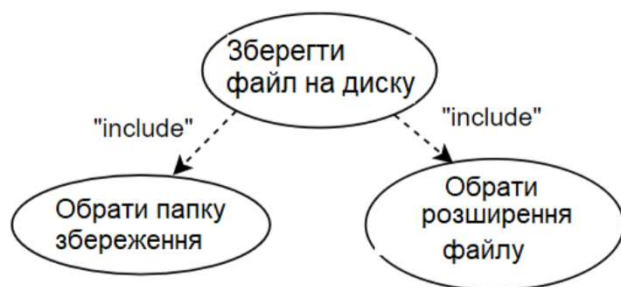 Зберегти
файл на диску
"include"
"include"
Обрати папку
збереження
Обрати
розширення
файлу